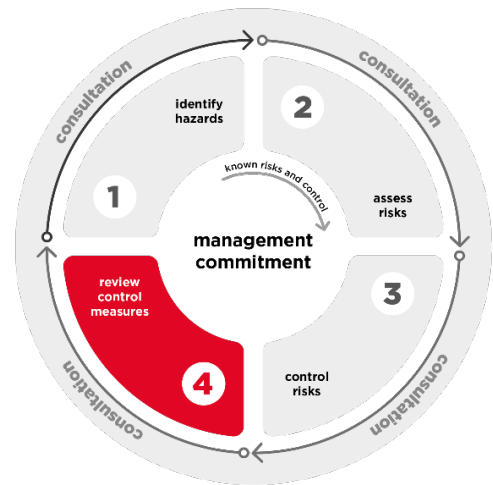 consultation
consultation
identify
hazards
2
known risks and control
1
assess
risks
management
commitment
review
control
measures
3
4
control
risks
consultation
consultation